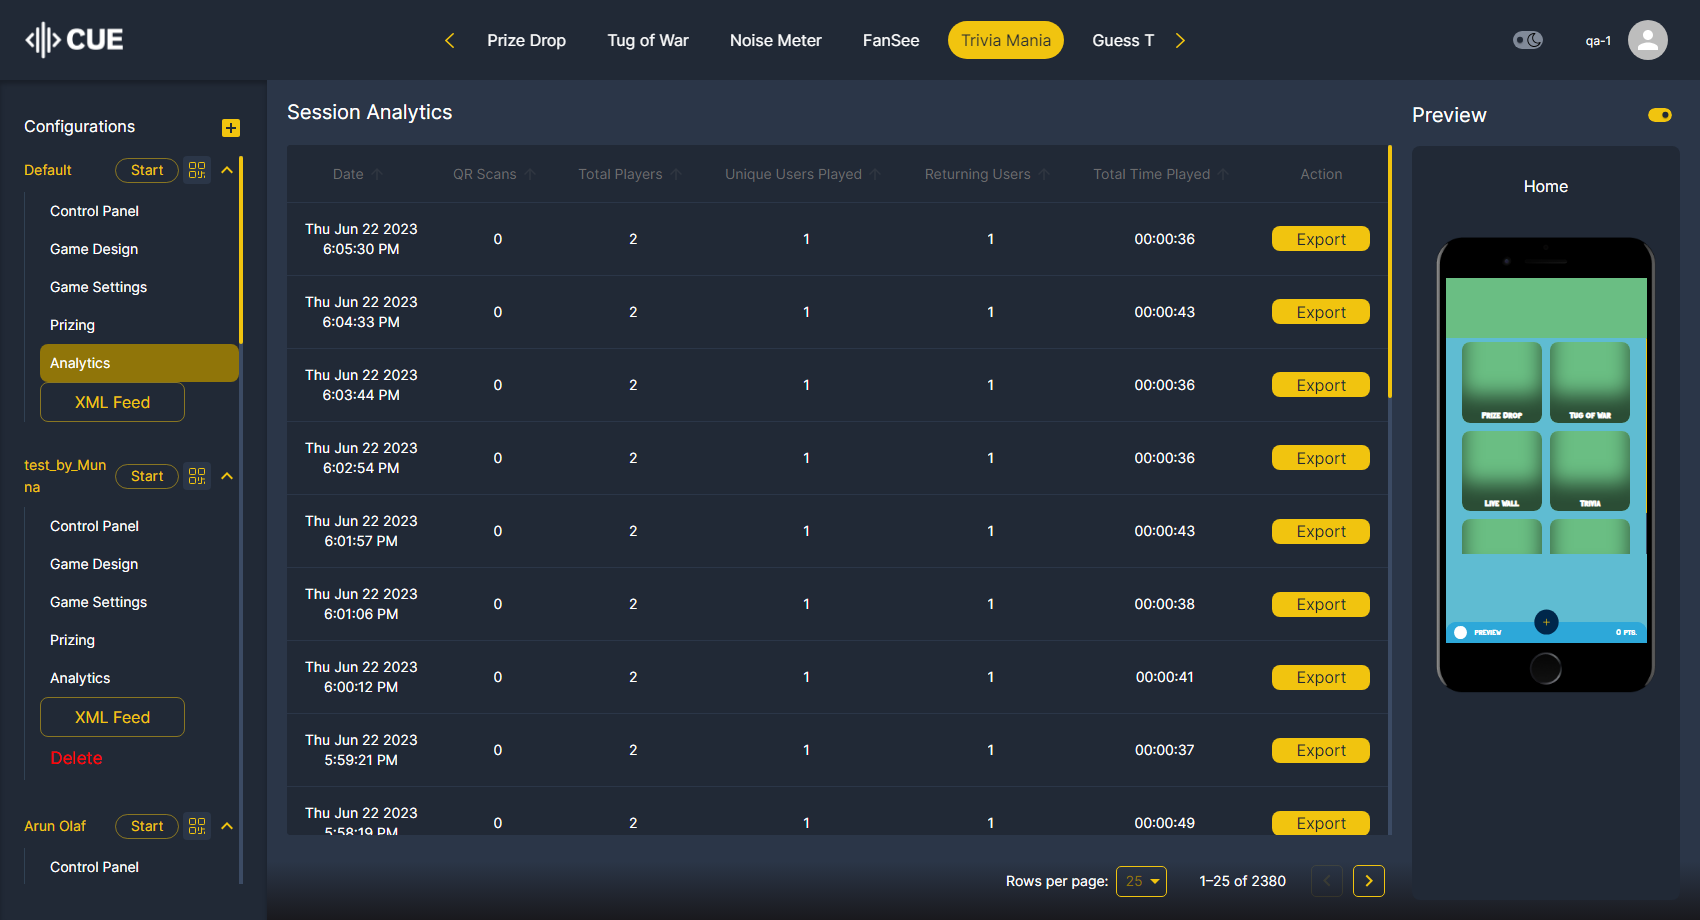 CUE
Prize Drop Tug of War Noise Meter FanSee Trivia Mania Guess T
qa-1
Configurations
Default Start
Control Panel
Game Design
Game Settings
Prizing
Analytics
XML Feed
test_by_Mun
na
Start
Control Panel
Game Design
Game Settings
Prizing
Analytics
XML Feed
Delete
Arun Olaf Start
Control Panel
Session Analytics
Date QR Scans Total Players Unique Users Played Returning Users Total Time Played Action
Thu Jun 22 2023
6:05:30 PM 0 2 1 1 00:00:36 Export
Thu Jun 22 2023
6:04:33 PM 0 2 1 1 00:00:43 Export
Thu Jun 22 2023
6:03:44 PM 0 2 1 1 00:00:36 Export
Thu Jun 22 2023
6:02:54 PM 0 2 1 1 00:00:36 Export
Thu Jun 22 2023
6:01:57 PM 0 2 1 1 00:00:43 Export
Thu Jun 22 2023
6:01:06 PM 0 2 1 1 00:00:38 Export
Thu Jun 22 2023
6:00:12 PM 0 2 1 1 00:00:41 Export
Thu Jun 22 2023
5:59:21 PM 0 2 1 1 00:00:37 Export
Thu Jun 22 2023
5:58:19 PM 0 2 1 1 00:00:49 Export
Rows per page: 25 1–25 of 2380
Preview
Home
Prize Drop Tug of War
Live Wall Trivia
+
PREVIEW 0 PTS.